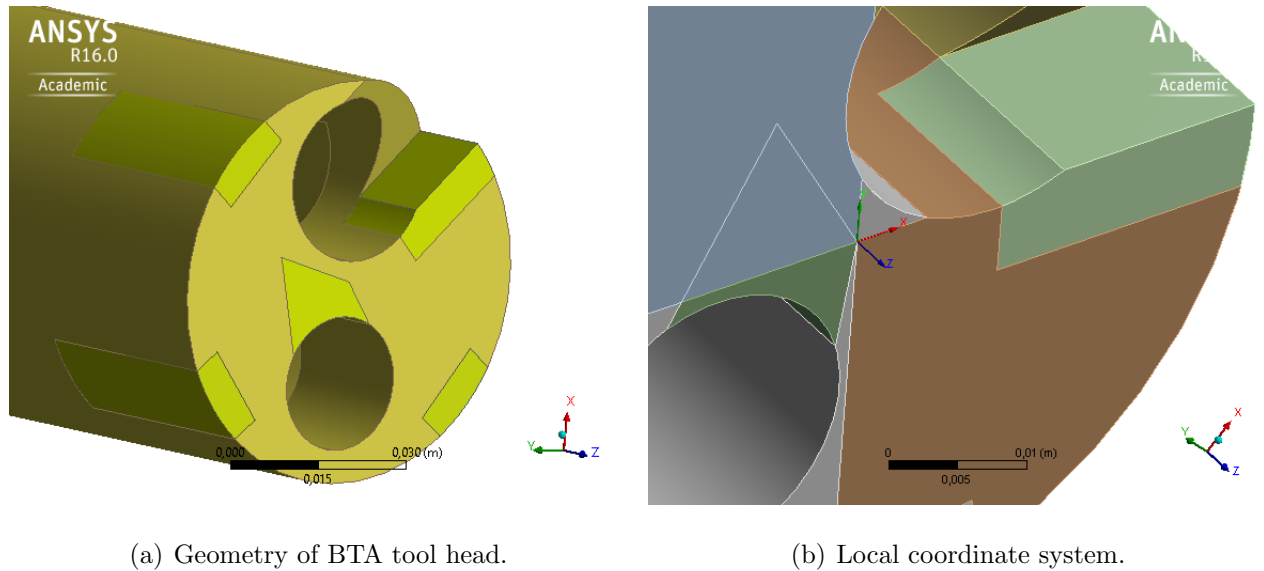 ANSYS
R16.0
Academic
X
Y
Z
0,000
0,030 (m)
0,015
X
Z
Academic
X
Y
Z
0
0,01 (m)
0,005
(a) Geometry of BTA tool head.
(b) Local coordinate system.